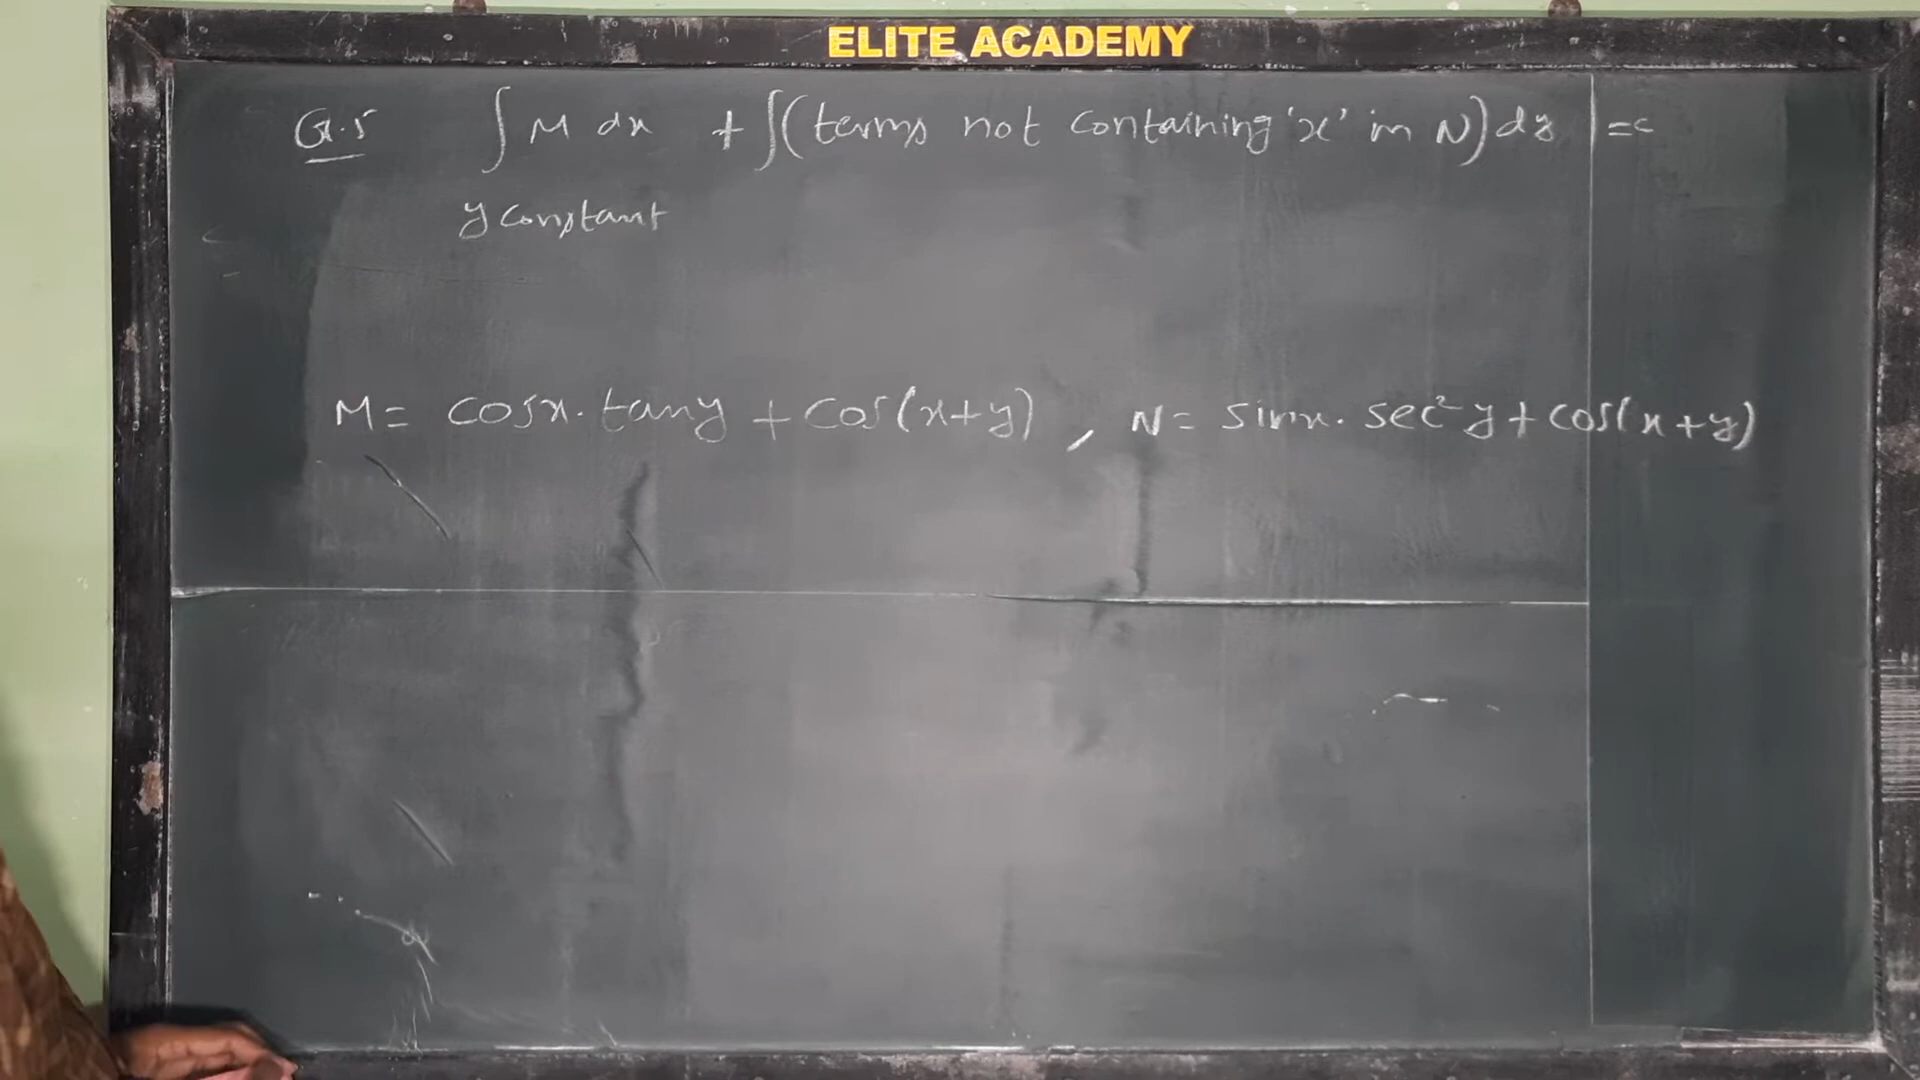 ELITE ACADEMY
Q.5 ∫ M dx + ∫(terms not containing 'x' in N) dy = c
y constant
M = cosx. tany + cos(x+y) , N = sinx. sec²y + cos(x+y)